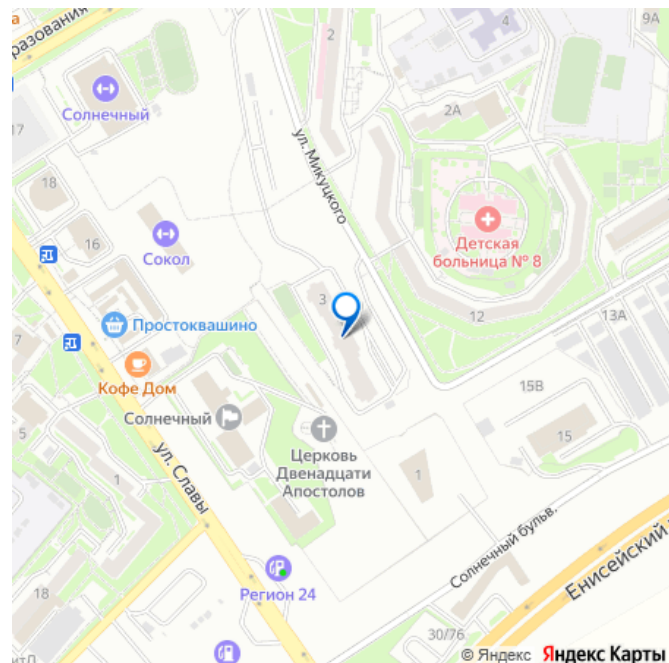 а
разования
2
4
9А
Солнечный
17
2А
ул. Микуцкого
18
16
Сокол
Детская
больница № 8
3
Простоквашино
12
13А
7
Кофе Дом
15В
Солнечный
5
15
Церковь
Двенадцати
Апостолов
1
ул. Славы
1
Солнечный бульв.
Регион 24
Енисейский
18
30/76
© Яндекс Яндекс Карты